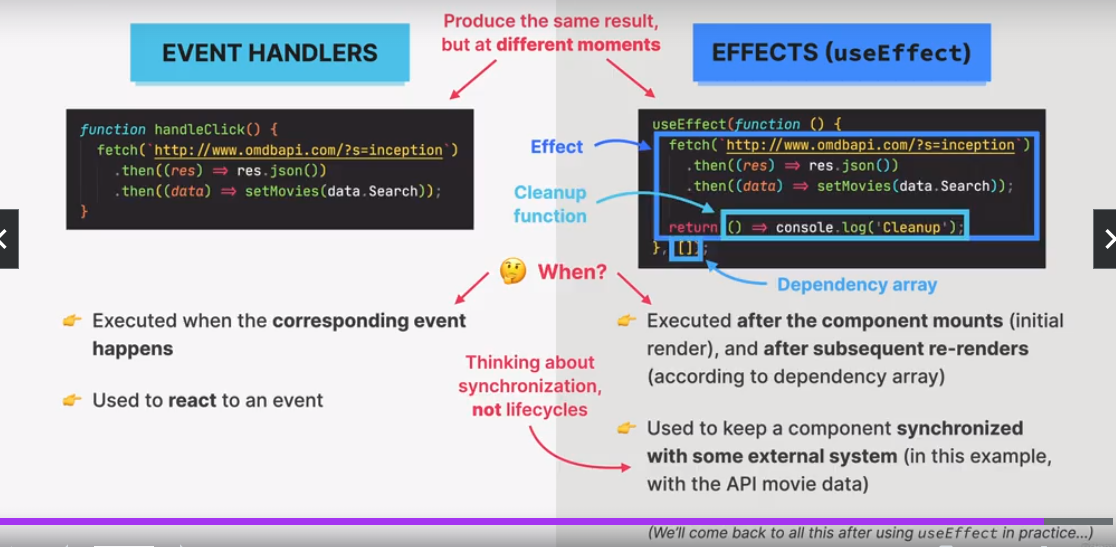 Produce the same result,
but at different moments
EVENT HANDLERS
EFFECTS (useEffect)
function handleClick() {
fetch(`http://www.omdbapi.com/?s=inception`)
.then((res) => res.json())
.then((data) => setMovies(data.Search));
}
Effect
Cleanup
function
useEffect(function () {
fetch(`http://www.omdbapi.com/?s=inception`)
.then((res) => res.json())
.then((data) => setMovies(data.Search));
return () => console.log('Cleanup');
}, []);
Dependency array
🤔 When?
👉 Executed when the corresponding event
happens
👉 Used to react to an event
Thinking about
synchronization,
not lifecycles
👉 Executed after the component mounts (initial
render), and after subsequent re-renders
(according to dependency array)
👉 Used to keep a component synchronized
with some external system (in this example,
with the API movie data)
(We'll come back to all this after using useEffect in practice...)